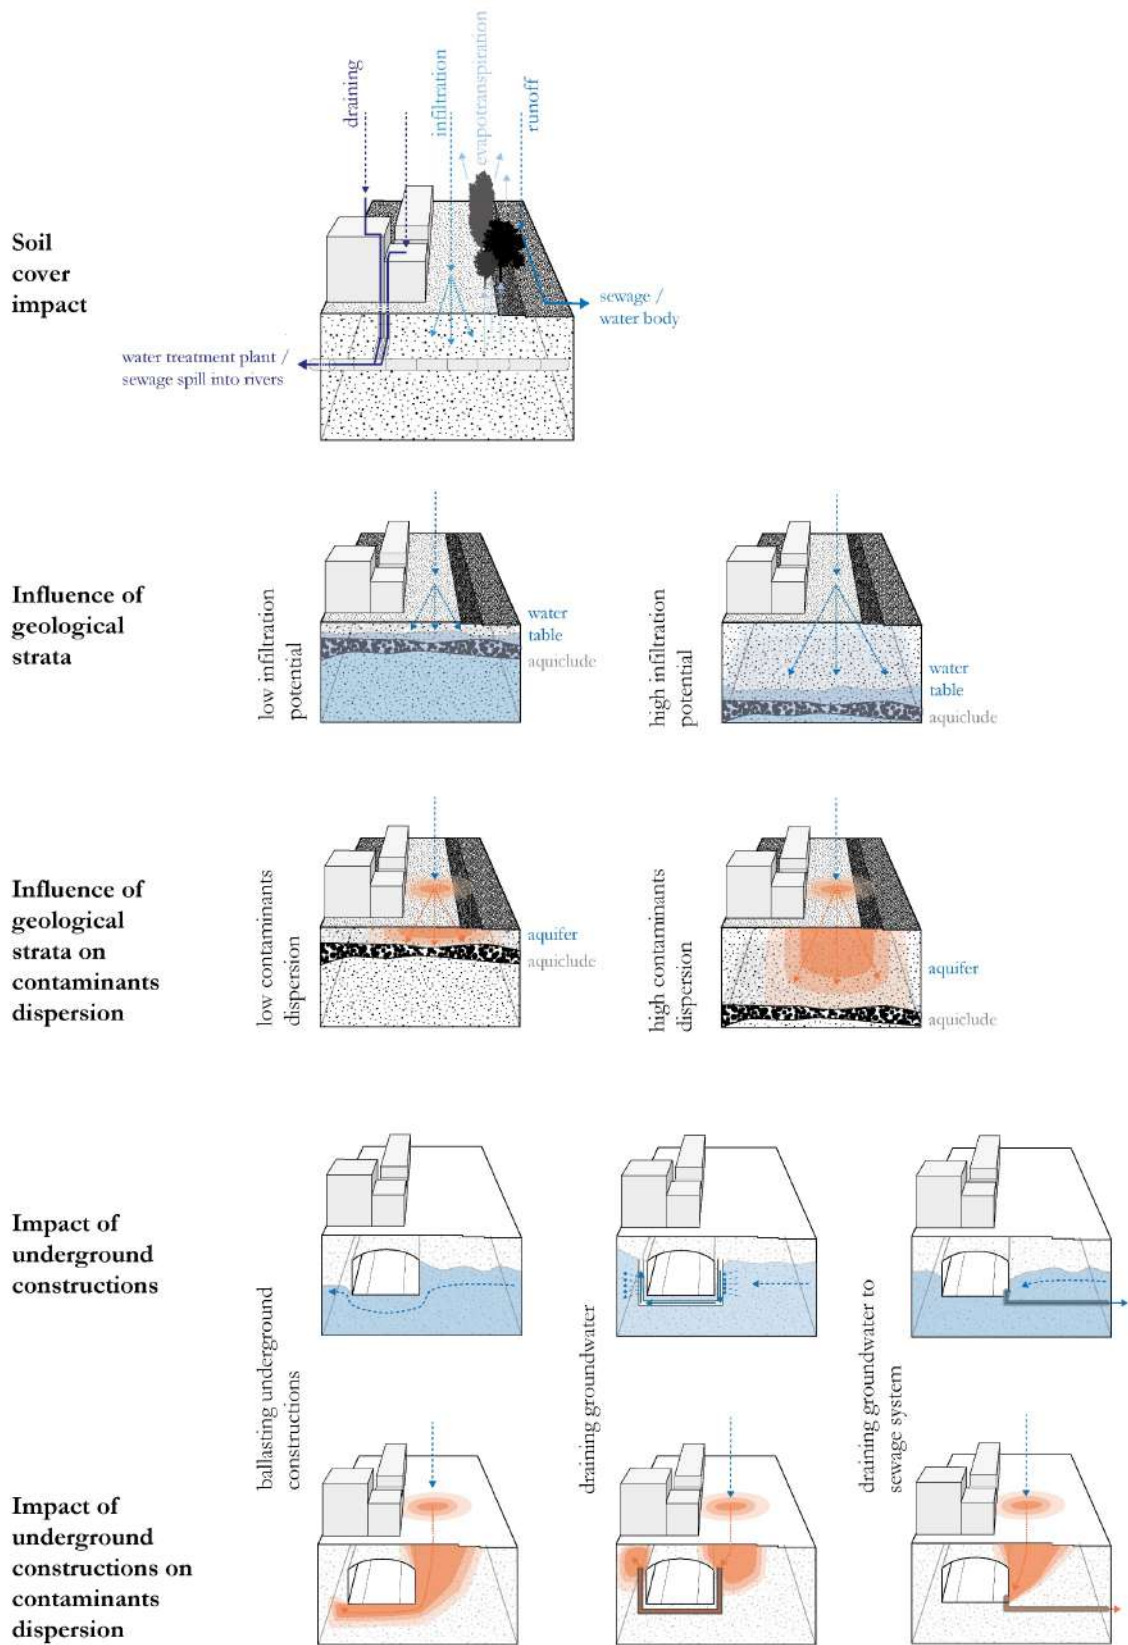 draining
infiltration
evapotranspiration
runoff
Soil
cover
impact
sewage /
water body
water treatment plant /
sewage spill into rivers
Influence of
geological
strata
low infiltration
potential
water
table
aquiclude
high infiltration
potential
water
table
aquiclude
Influence of
geological
strata on
contaminants
dispersion
low contaminants
dispersion
aquifer
aquiclude
high contaminants
dispersion
aquifer
aquiclude
Impact of
underground
constructions
ballasting underground
constructions
draining groundwater
draining groundwater to
sewage system
Impact of
underground
constructions on
contaminants
dispersion